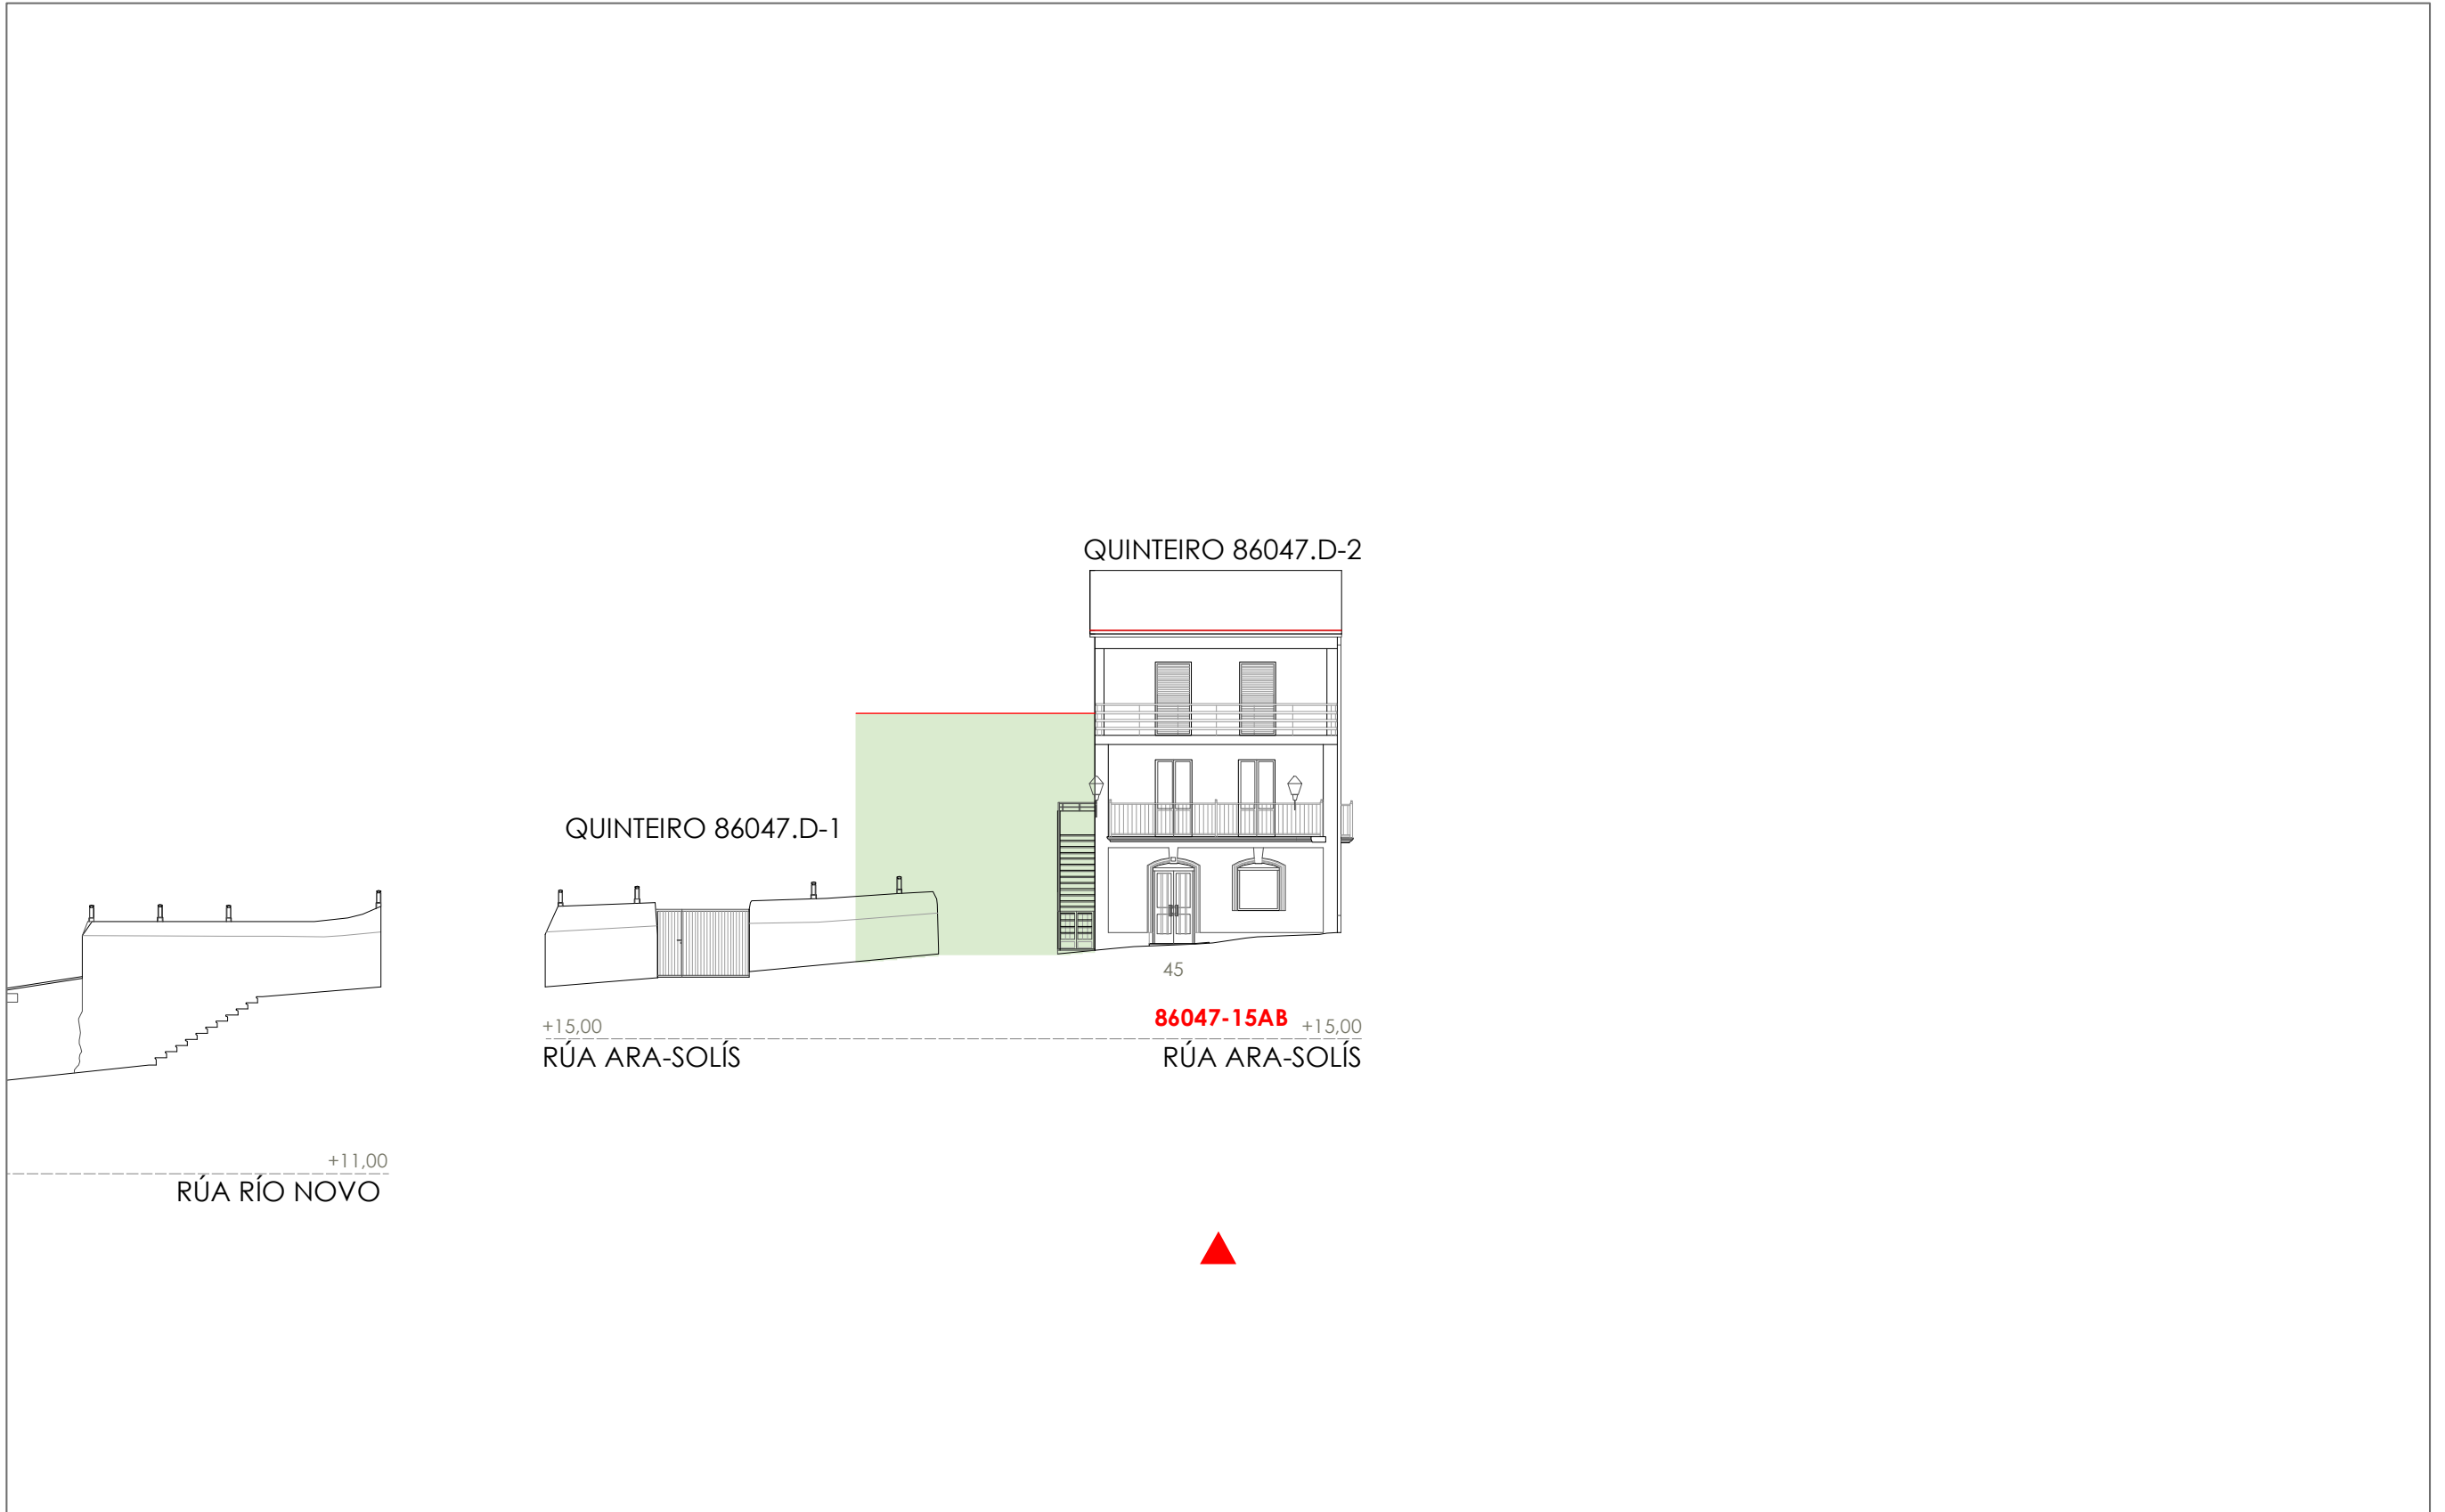 QUINTEIRO 86047.D-2
QUINTEIRO 86047.D-1
45
86047-15AB
+15,00
+15,00
RÚA ARA-SOLÍS
RÚA ARA-SOLÍS
+11,00
RÚA RÍO NOVO